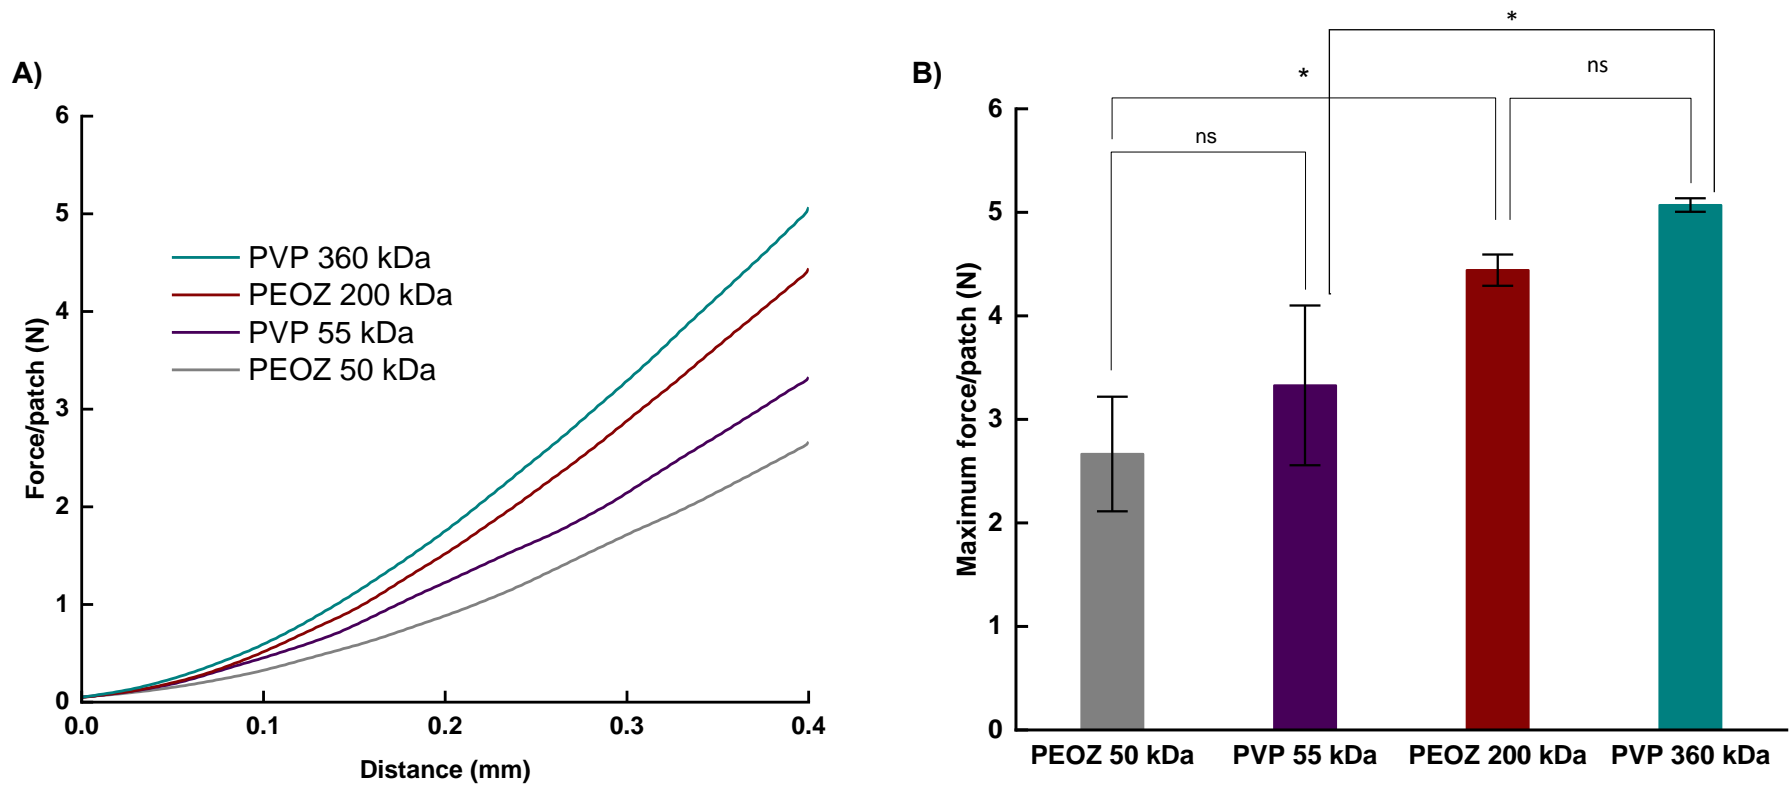 A)
6
5
4
3
2
1
0
0.0 0.1 0.2 0.3 0.4
Force/patch (N)
Distance (mm)
PVP 360 kDa
PEOZ 200 kDa
PVP 55 kDa
PEOZ 50 kDa
B)
*
ns
*
ns
6
5
4
3
2
1
0
Maximum force/patch (N)
PEOZ 50 kDa PVP 55 kDa PEOZ 200 kDa PVP 360 kDa